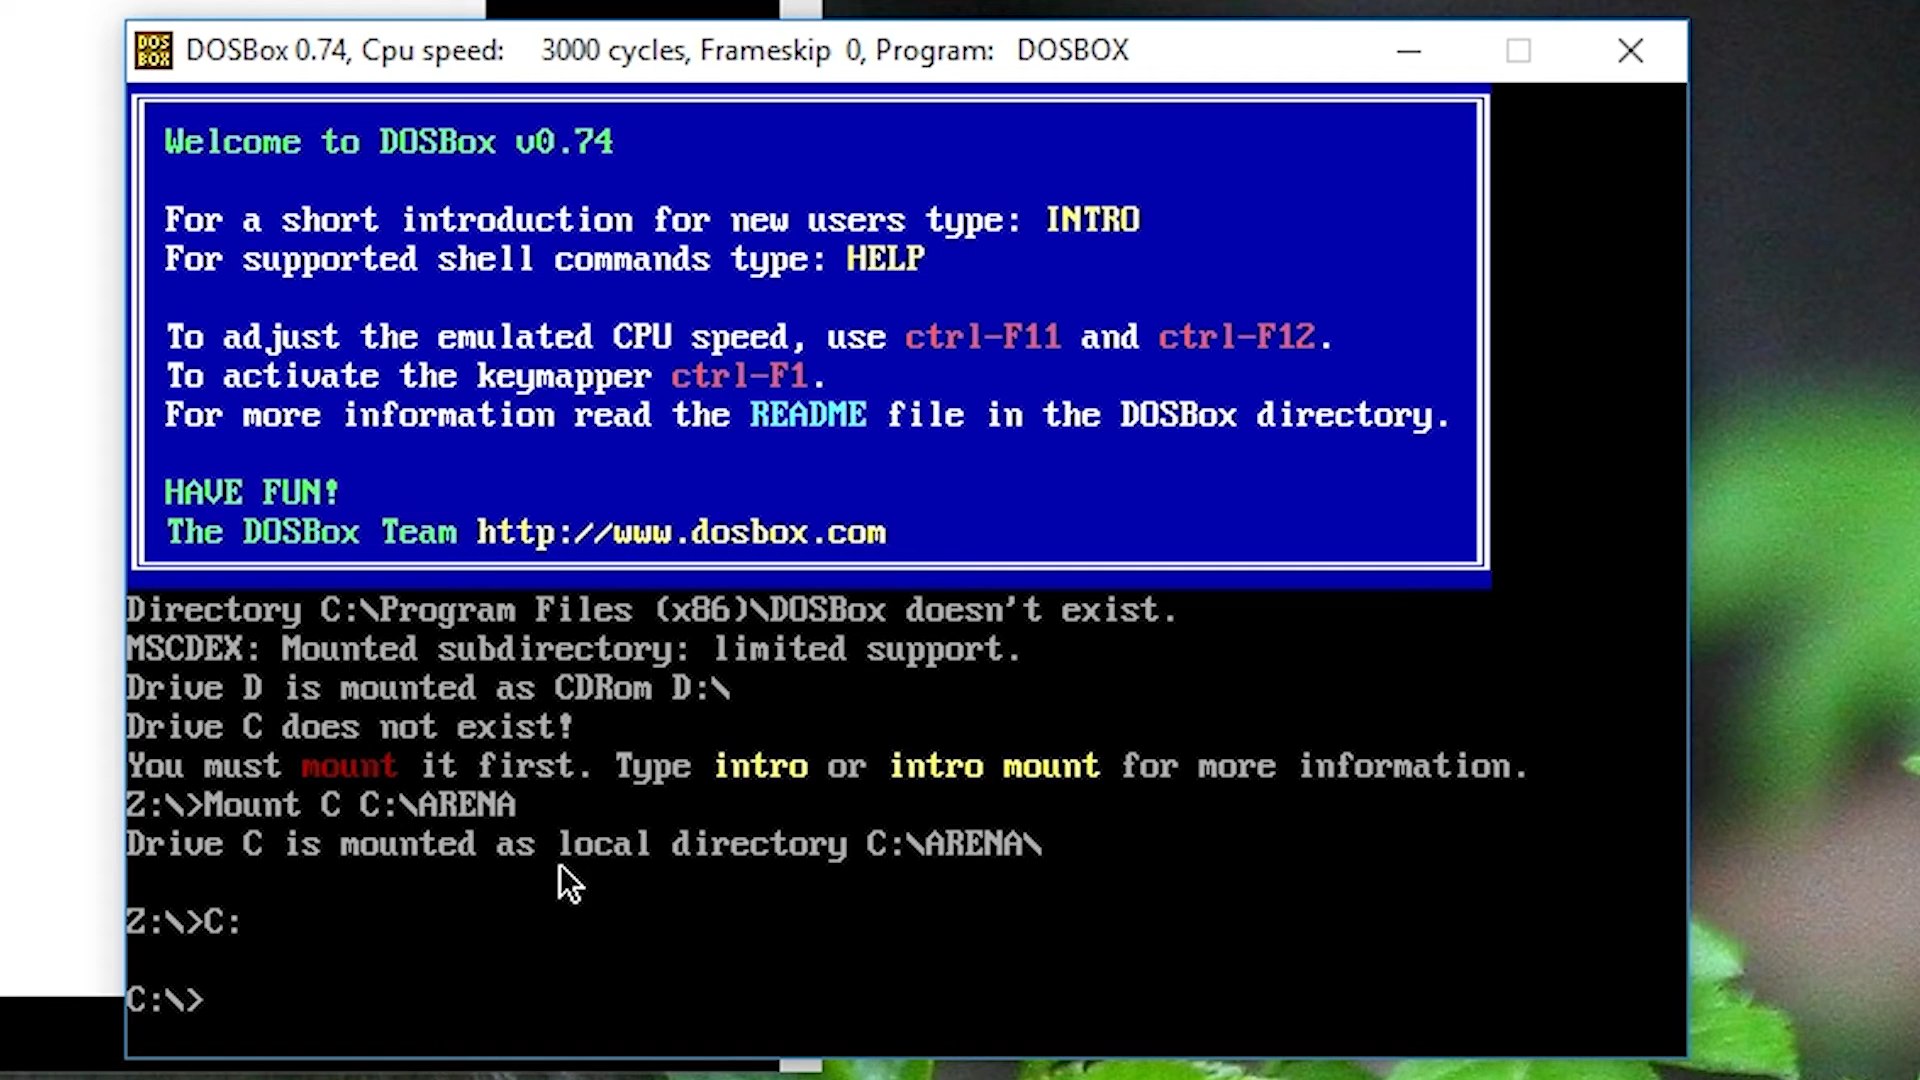 DOSBox 0.74, Cpu speed: 3000 cycles, Frameskip 0, Program: DOSBOX
Welcome to DOSBox v0.74
For a short introduction for new users type: INTRO
For supported shell commands type: HELP
To adjust the emulated CPU speed, use ctrl-F11 and ctrl-F12.
To activate the keymapper ctrl-F1.
For more information read the README file in the DOSBox directory.
HAVE FUN!
The DOSBox Team http://www.dosbox.com
Directory C:\Program Files (x86)\DOSBox doesn't exist.
MSCDEX: Mounted subdirectory: limited support.
Drive D is mounted as CDRom D:\
Drive C does not exist!
You must mount it first. Type intro or intro mount for more information.
Z:\>Mount C C:\ARENA
Drive C is mounted as local directory C:\ARENA\
Z:\>C:
C:\>